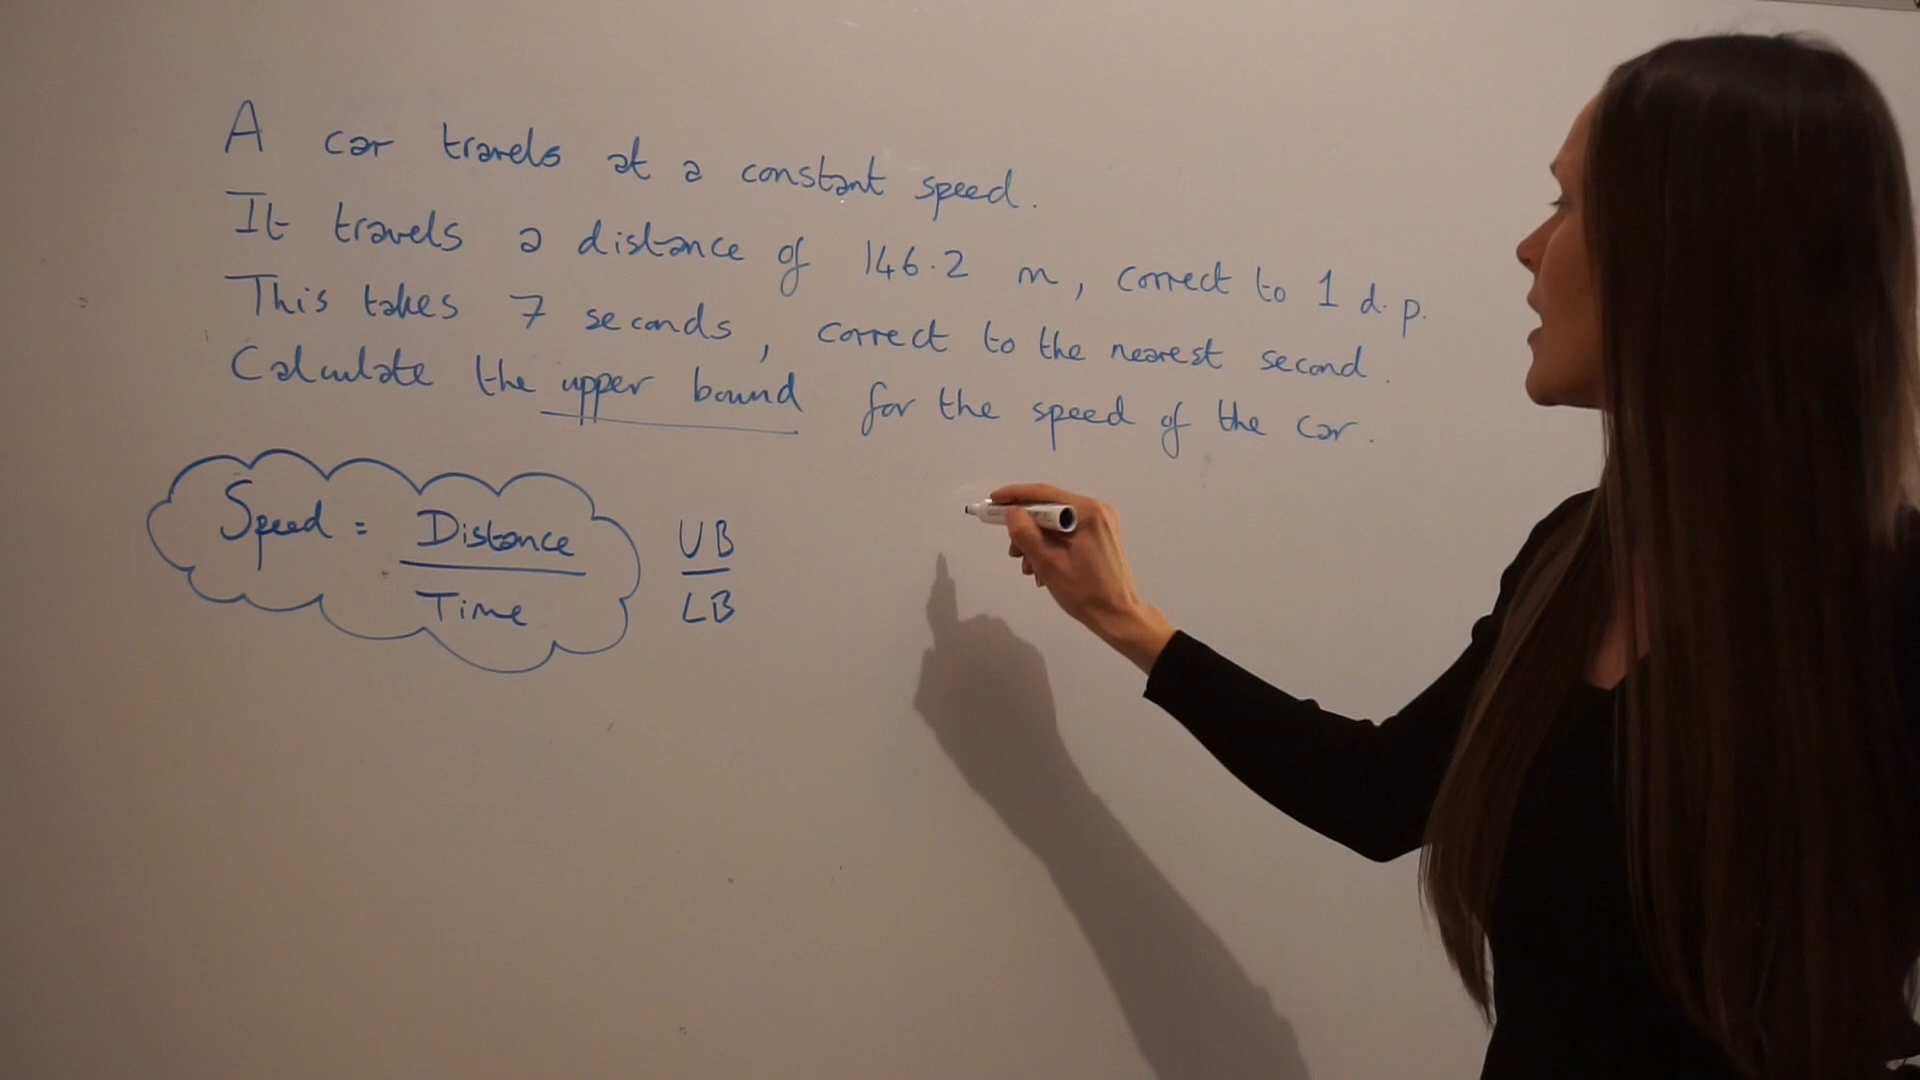 A car travels at a constant speed.
It travels a distance of 146.2 m, correct to 1 d.p.
This takes 7 seconds, correct to the nearest second.
Calculate the upper bound for the speed of the car.
Speed = Distance
Time
UB
LB